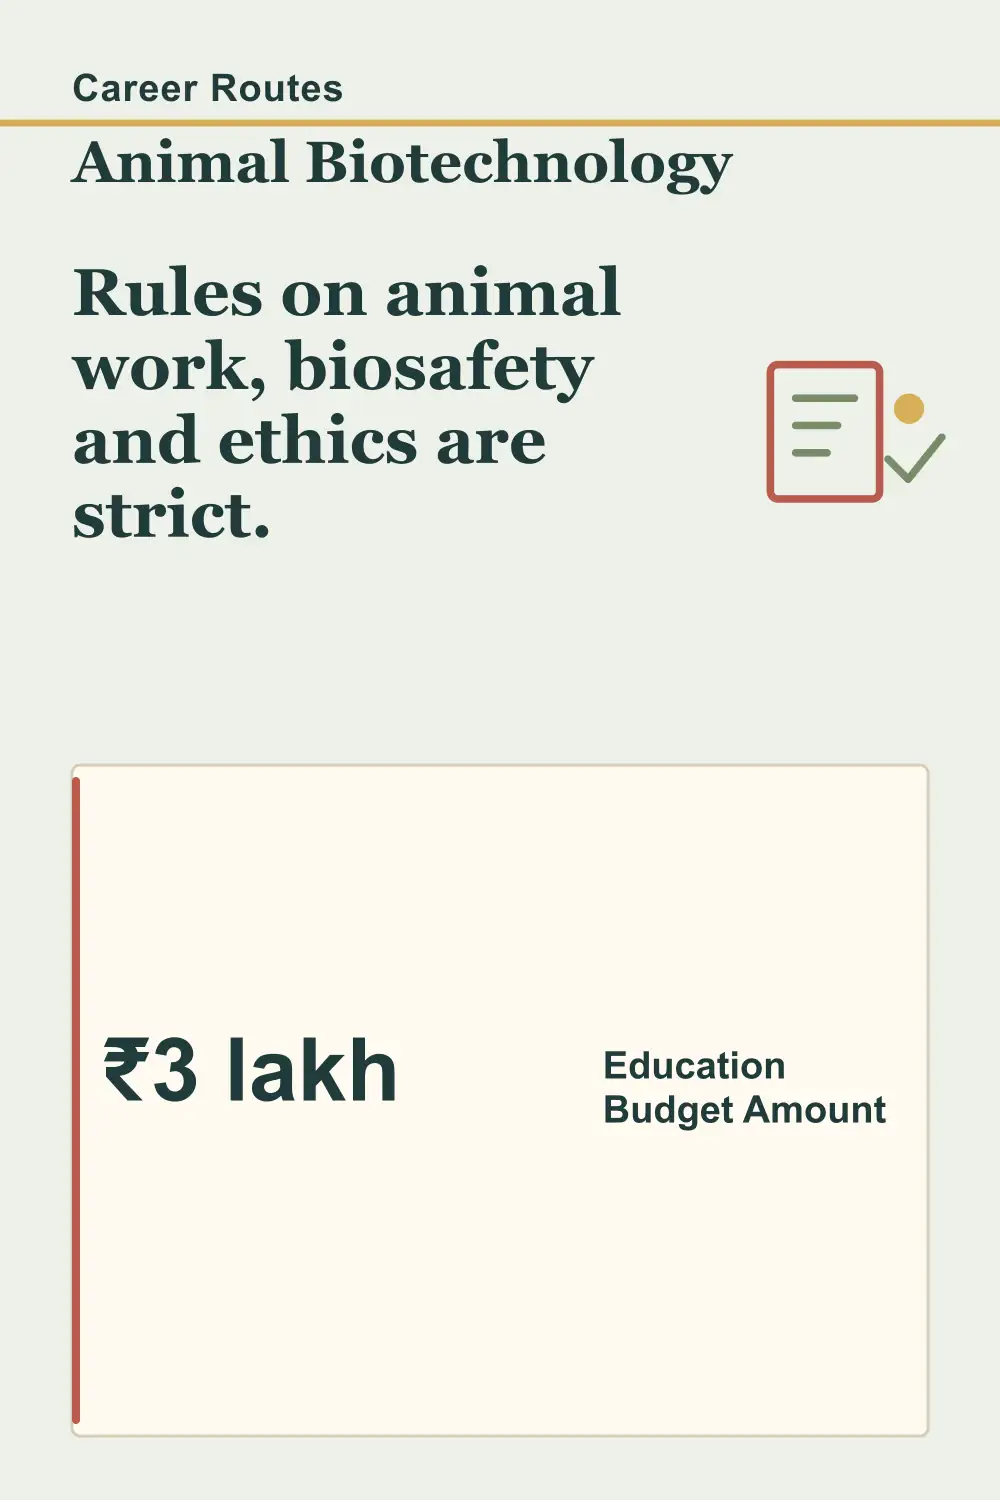 Career Routes
Animal Biotechnology
Rules on animal
work, biosafety
and ethics are
strict.
₹3 lakh
Education
Budget Amount